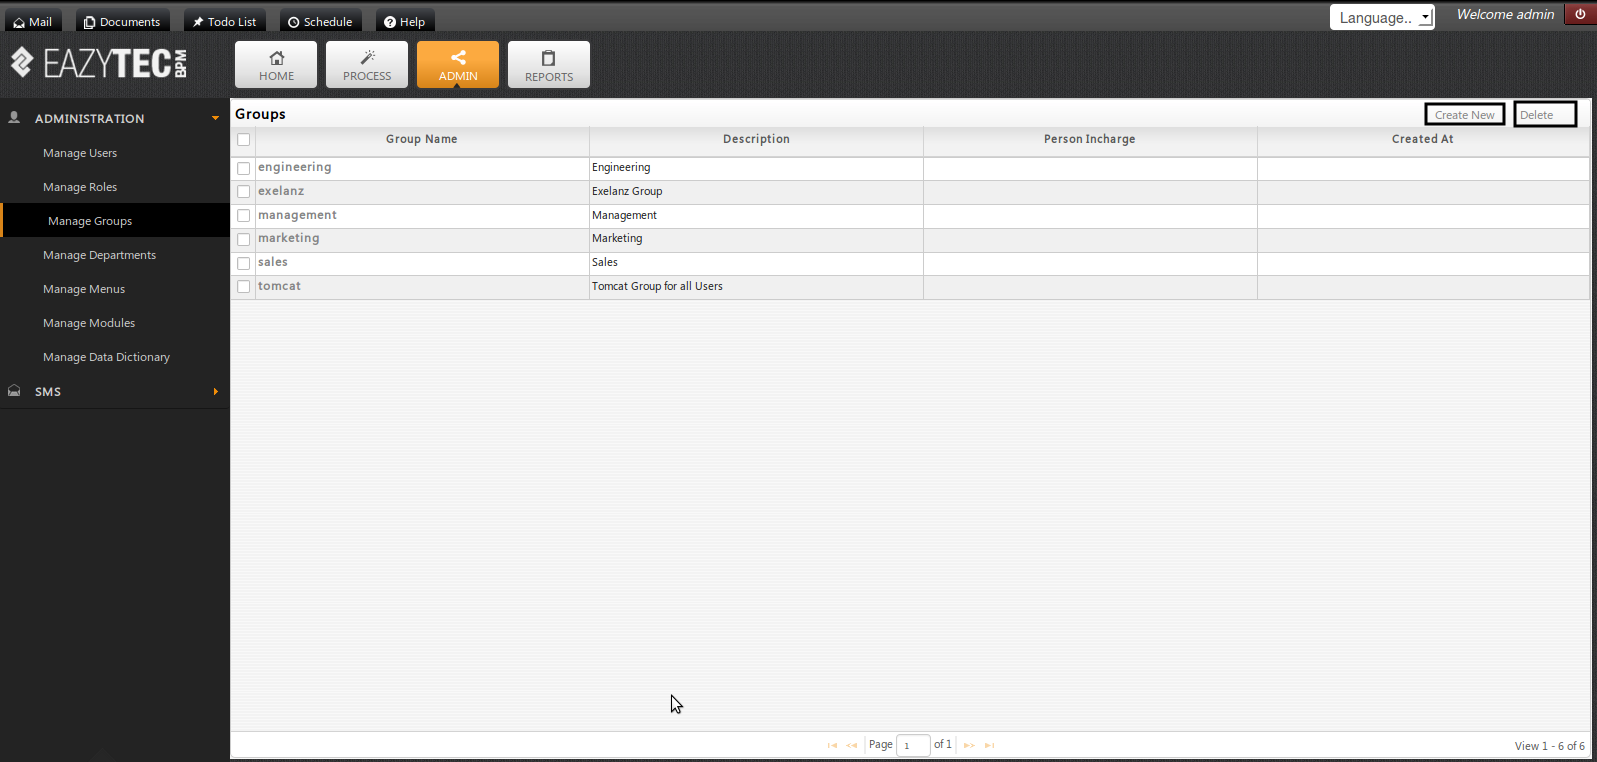 Mail Documents Todo List Schedule Help Language.. Welcome admin
EAZYTEC BPM
HOME PROCESS ADMIN REPORTS
ADMINISTRATION
Manage Users
Manage Roles
Manage Groups
Manage Departments
Manage Menus
Manage Modules
Manage Data Dictionary
SMS
Groups Create New Delete
Group Name Description Person Incharge Created At
engineering Engineering
exelanz Exelanz Group
management Management
marketing Marketing
sales Sales
tomcat Tomcat Group for all Users
Page 1 of 1 View 1 - 6 of 6